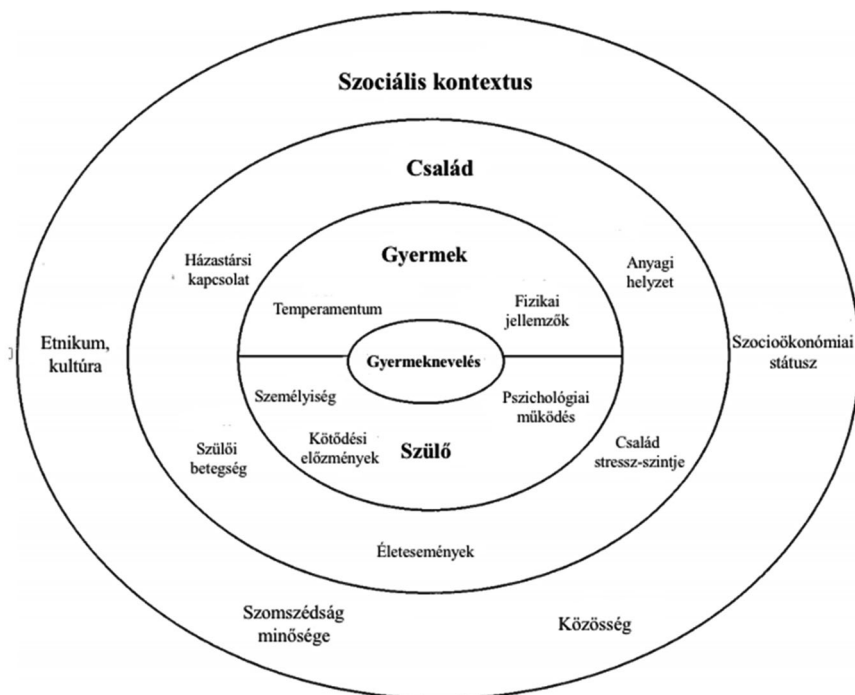 Szociális kontextus
Család
Házastársi
kapcsolat
Gyermek
Anyagi
helyzet
Temperamentum
Fizikai
jellemzők
Etnikum,
kultúra
Gyermeknevelés
Szocioökonómiai
státusz
Személyiség
Pszichológiai
működés
Kötődési
előzmények
Szülő
Szülői
betegség
Család
stressz-szintje
Életesemények
Szomszédság
minősége
Közösség